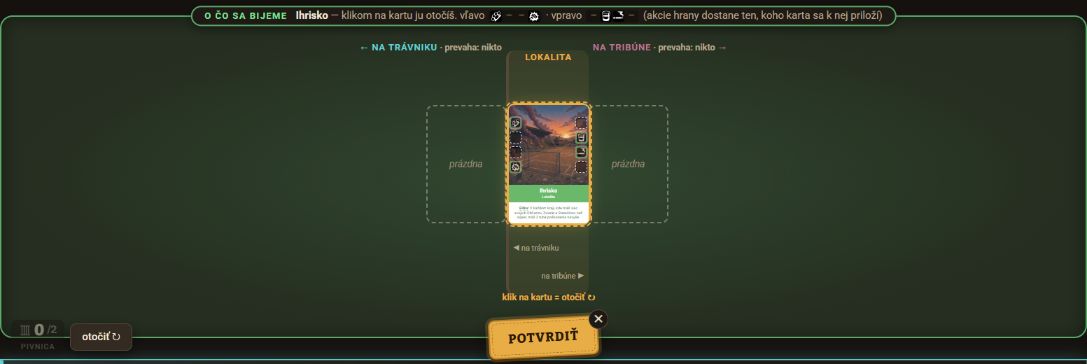 O ČO SA BIJEME Ihrisko — klikom na kartu ju otočíš. vľavo – – · vpravo – – (akcie hrany dostane ten, koho karta sa k nej priloží)
← NA TRÁVNIKU · prevaha: nikto
NA TRIBÚNE · prevaha: nikto →
LOKALITA
prázdna
prázdna
Ihrisko
Lokalita
◀ na trávniku
na tribúne ▶
klik na kartu = otočiť ↻
0 /2
PIVNICA
otočiť ↻
POTVRDIŤ